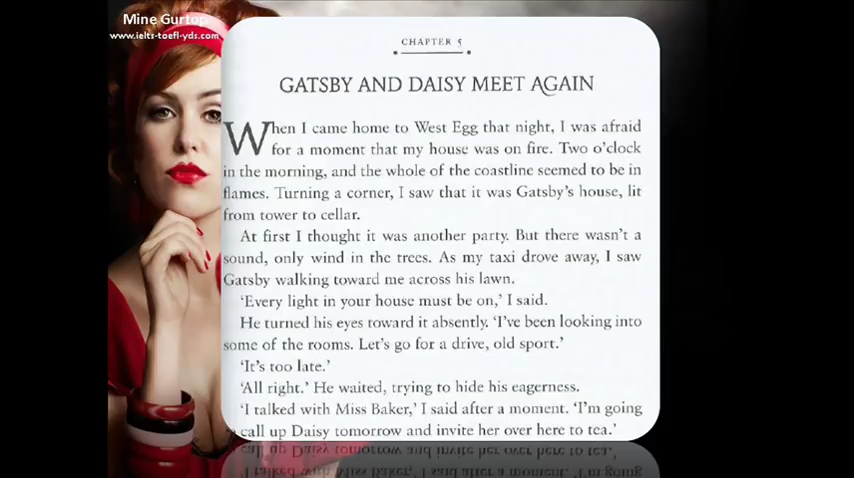 Mine Gurtop
www.ielts-toefl-yds.com
CHAPTER 5
GATSBY AND DAISY MEET AGAIN
When I came home to West Egg that night, I was afraid
for a moment that my house was on fire. Two o'clock
in the morning, and the whole of the coastline seemed to be in
flames. Turning a corner, I saw that it was Gatsby's house, lit
from tower to cellar.
At first I thought it was another party. But there wasn't a
sound, only wind in the trees. As my taxi drove away, I saw
Gatsby walking toward me across his lawn.
'Every light in your house must be on,' I said.
He turned his eyes toward it absently. 'I've been looking into
some of the rooms. Let's go for a drive, old sport.'
'It's too late.'
'All right.' He waited, trying to hide his eagerness.
'I talked with Miss Baker,' I said after a moment. 'I'm going
call up Daisy tomorrow and invite her over here to tea.'